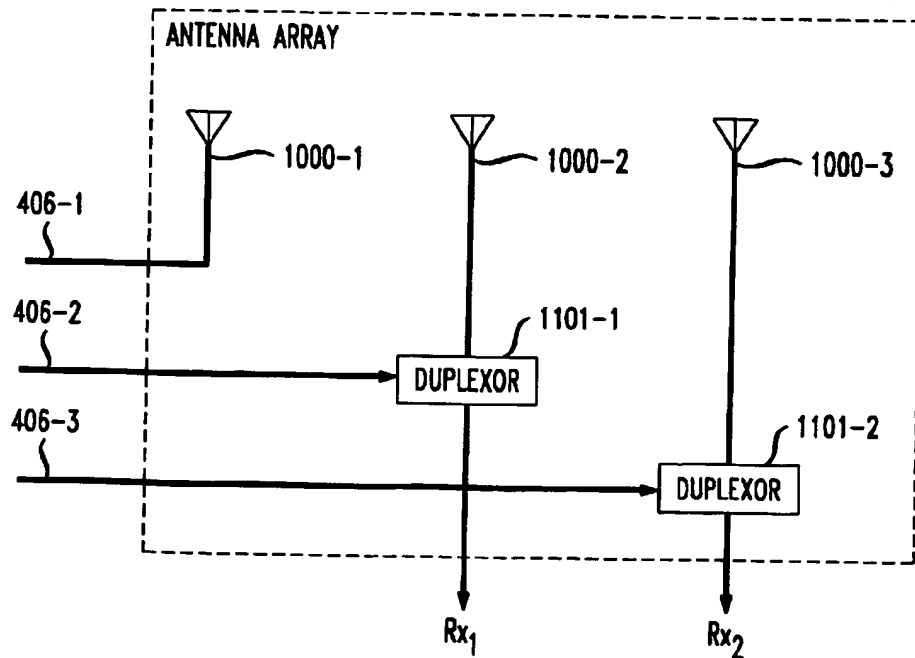 ANTENNA ARRAY
1000-1
1000-2
1000-3
406-1
406-2
1101-1
DUPLEXOR
406-3
1101-2
DUPLEXOR
Rx1
Rx2